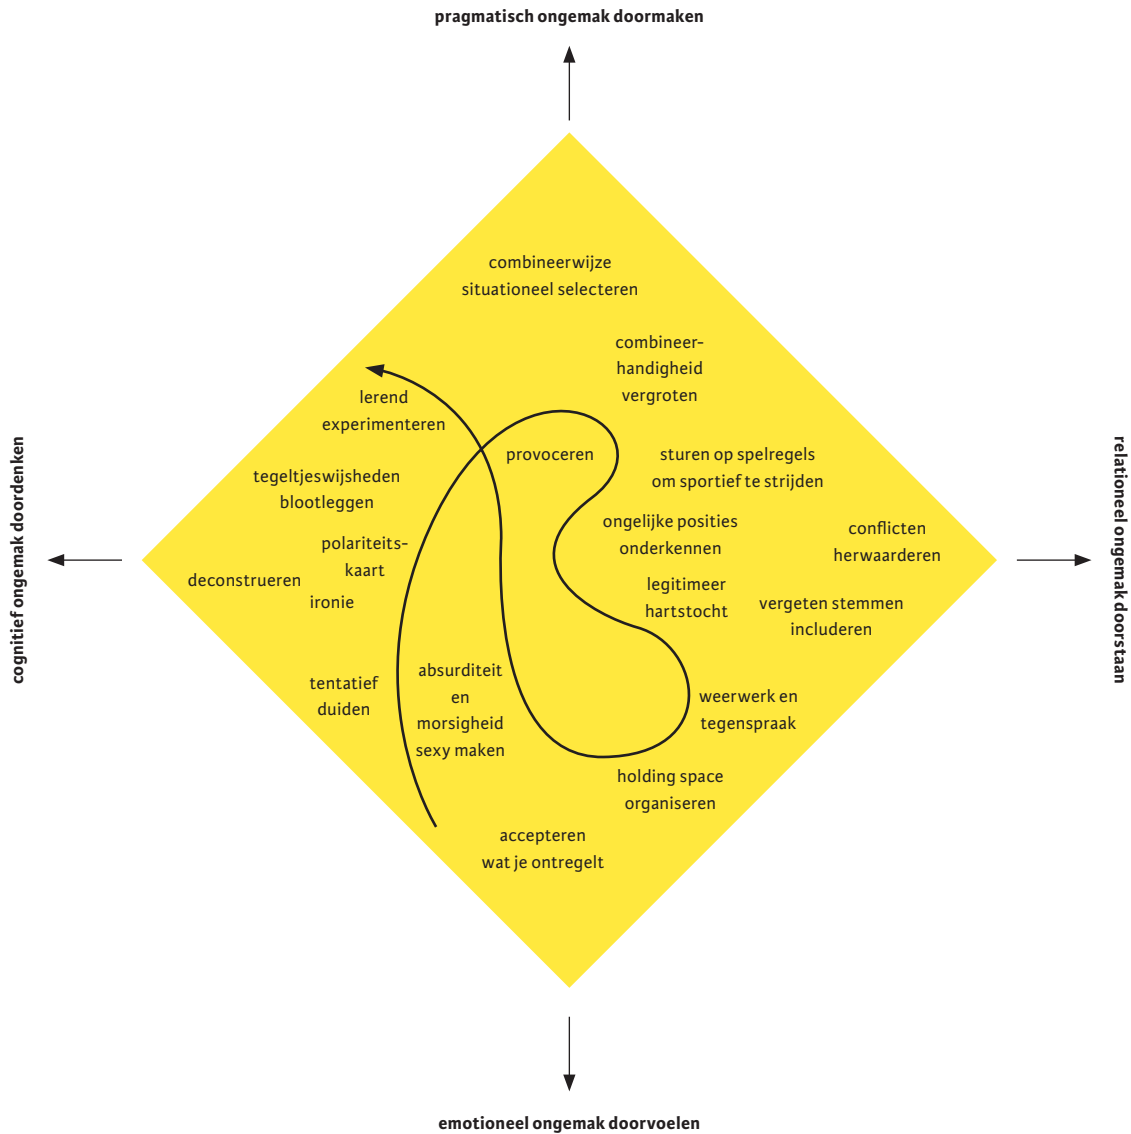 pragmatisch ongemak doormaken
combineerwijze
situationeel selecteren
combineer-
handigheid
vergroten
lerend
experimenteren
provoceren
sturen op spelregels
om sportief te strijden
tegeltjeswijsheden
blootleggen
ongelijke posities
onderkennen
conflicten
herwaarderen
polariteits-
kaart
deconstrueren
ironie
legitimeer
hartstocht
vergeten stemmen
includeren
tentatief
duiden
absurditeit
en
morsigheid
sexy maken
weerwerk en
tegenspraak
holding space
organiseren
accepteren
wat je ontregelt
cognitief ongemak doordenken
relationeel ongemak doorstaan
emotioneel ongemak doorvoelen